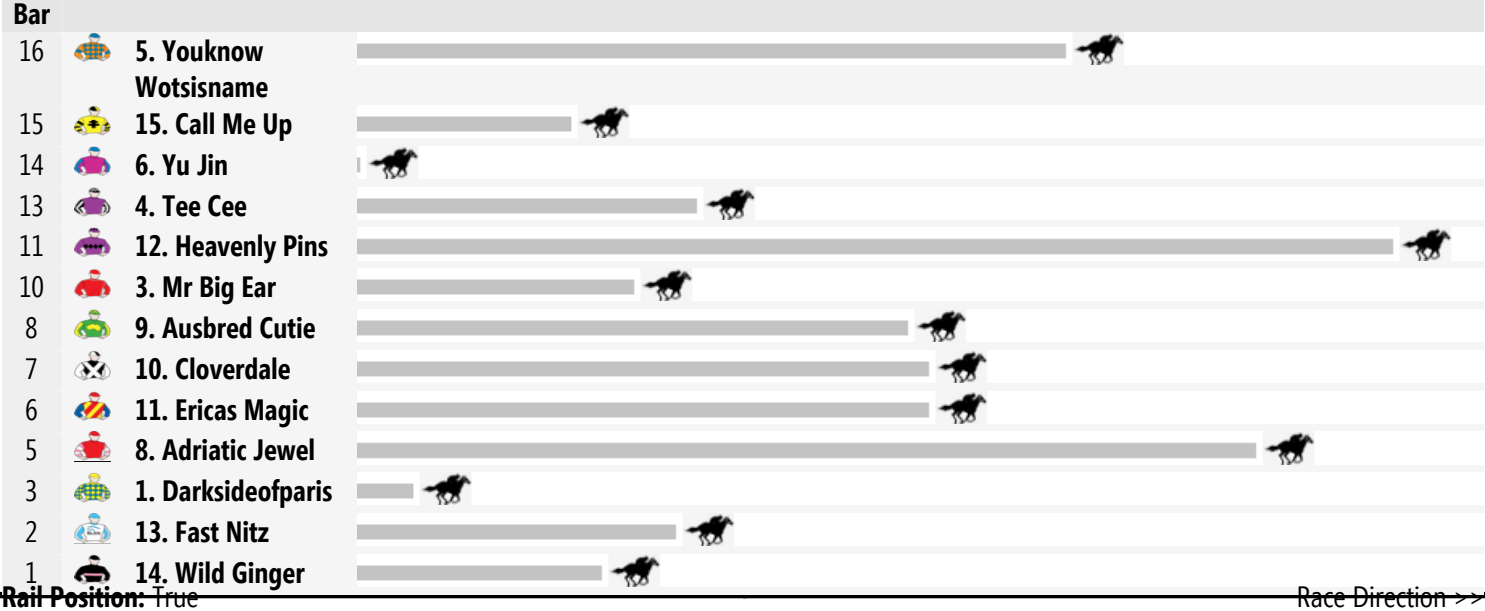 Bar
16 5. Youknow
Wotsisname
15 15. Call Me Up
14 6. Yu Jin
13 4. Tee Cee
11 12. Heavenly Pins
10 3. Mr Big Ear
8 9. Ausbred Cutie
7 10. Cloverdale
6 11. Ericas Magic
5 8. Adriatic Jewel
3 1. Darksideofparis
2 13. Fast Nitz
1 14. Wild Ginger
Rail Position: True Race Direction >>